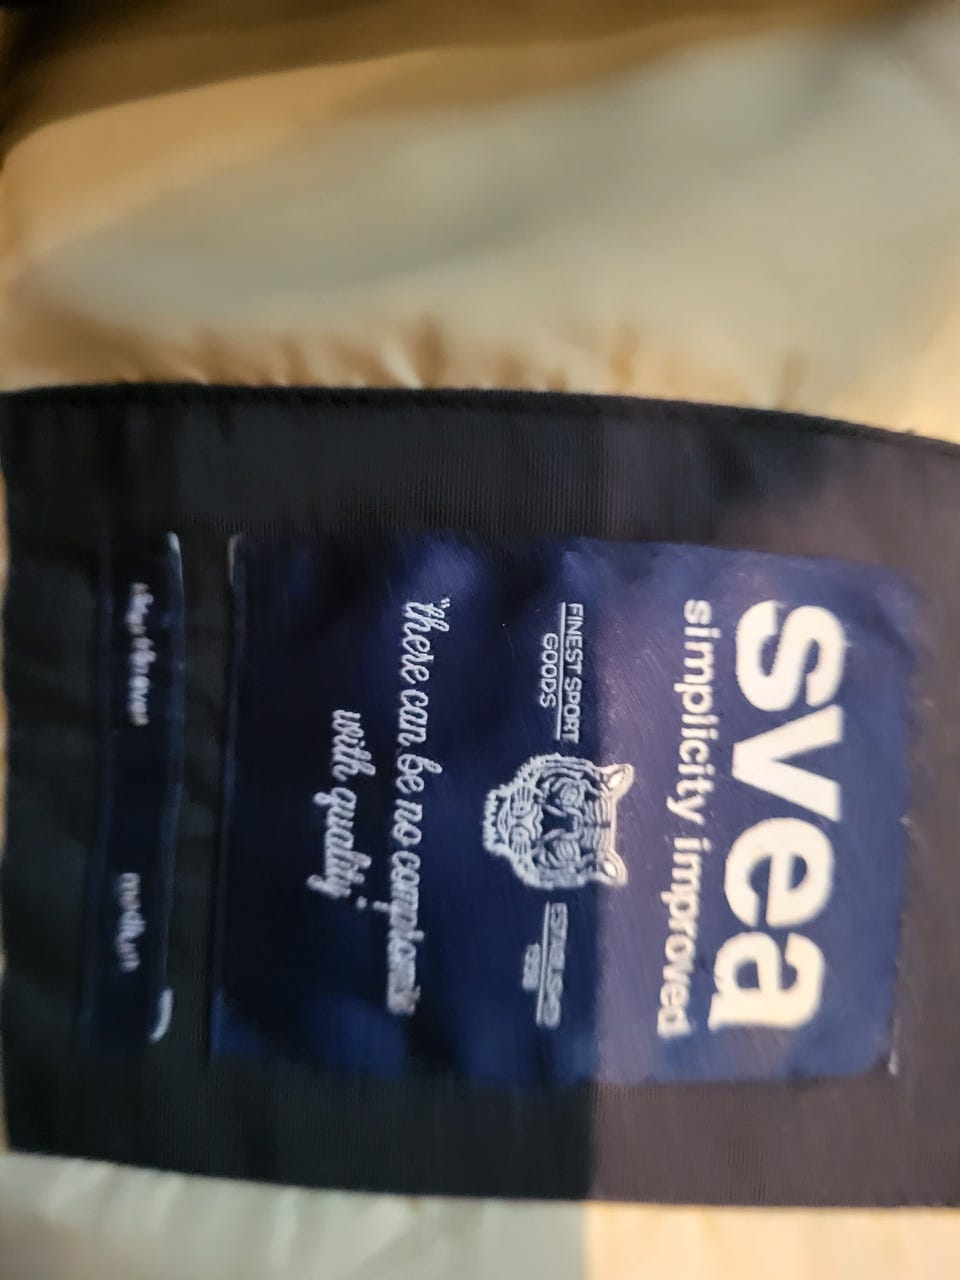 svea
simplicity improved
FINEST SPORT
GOODS
"there can be no compromise
with quality"
medium